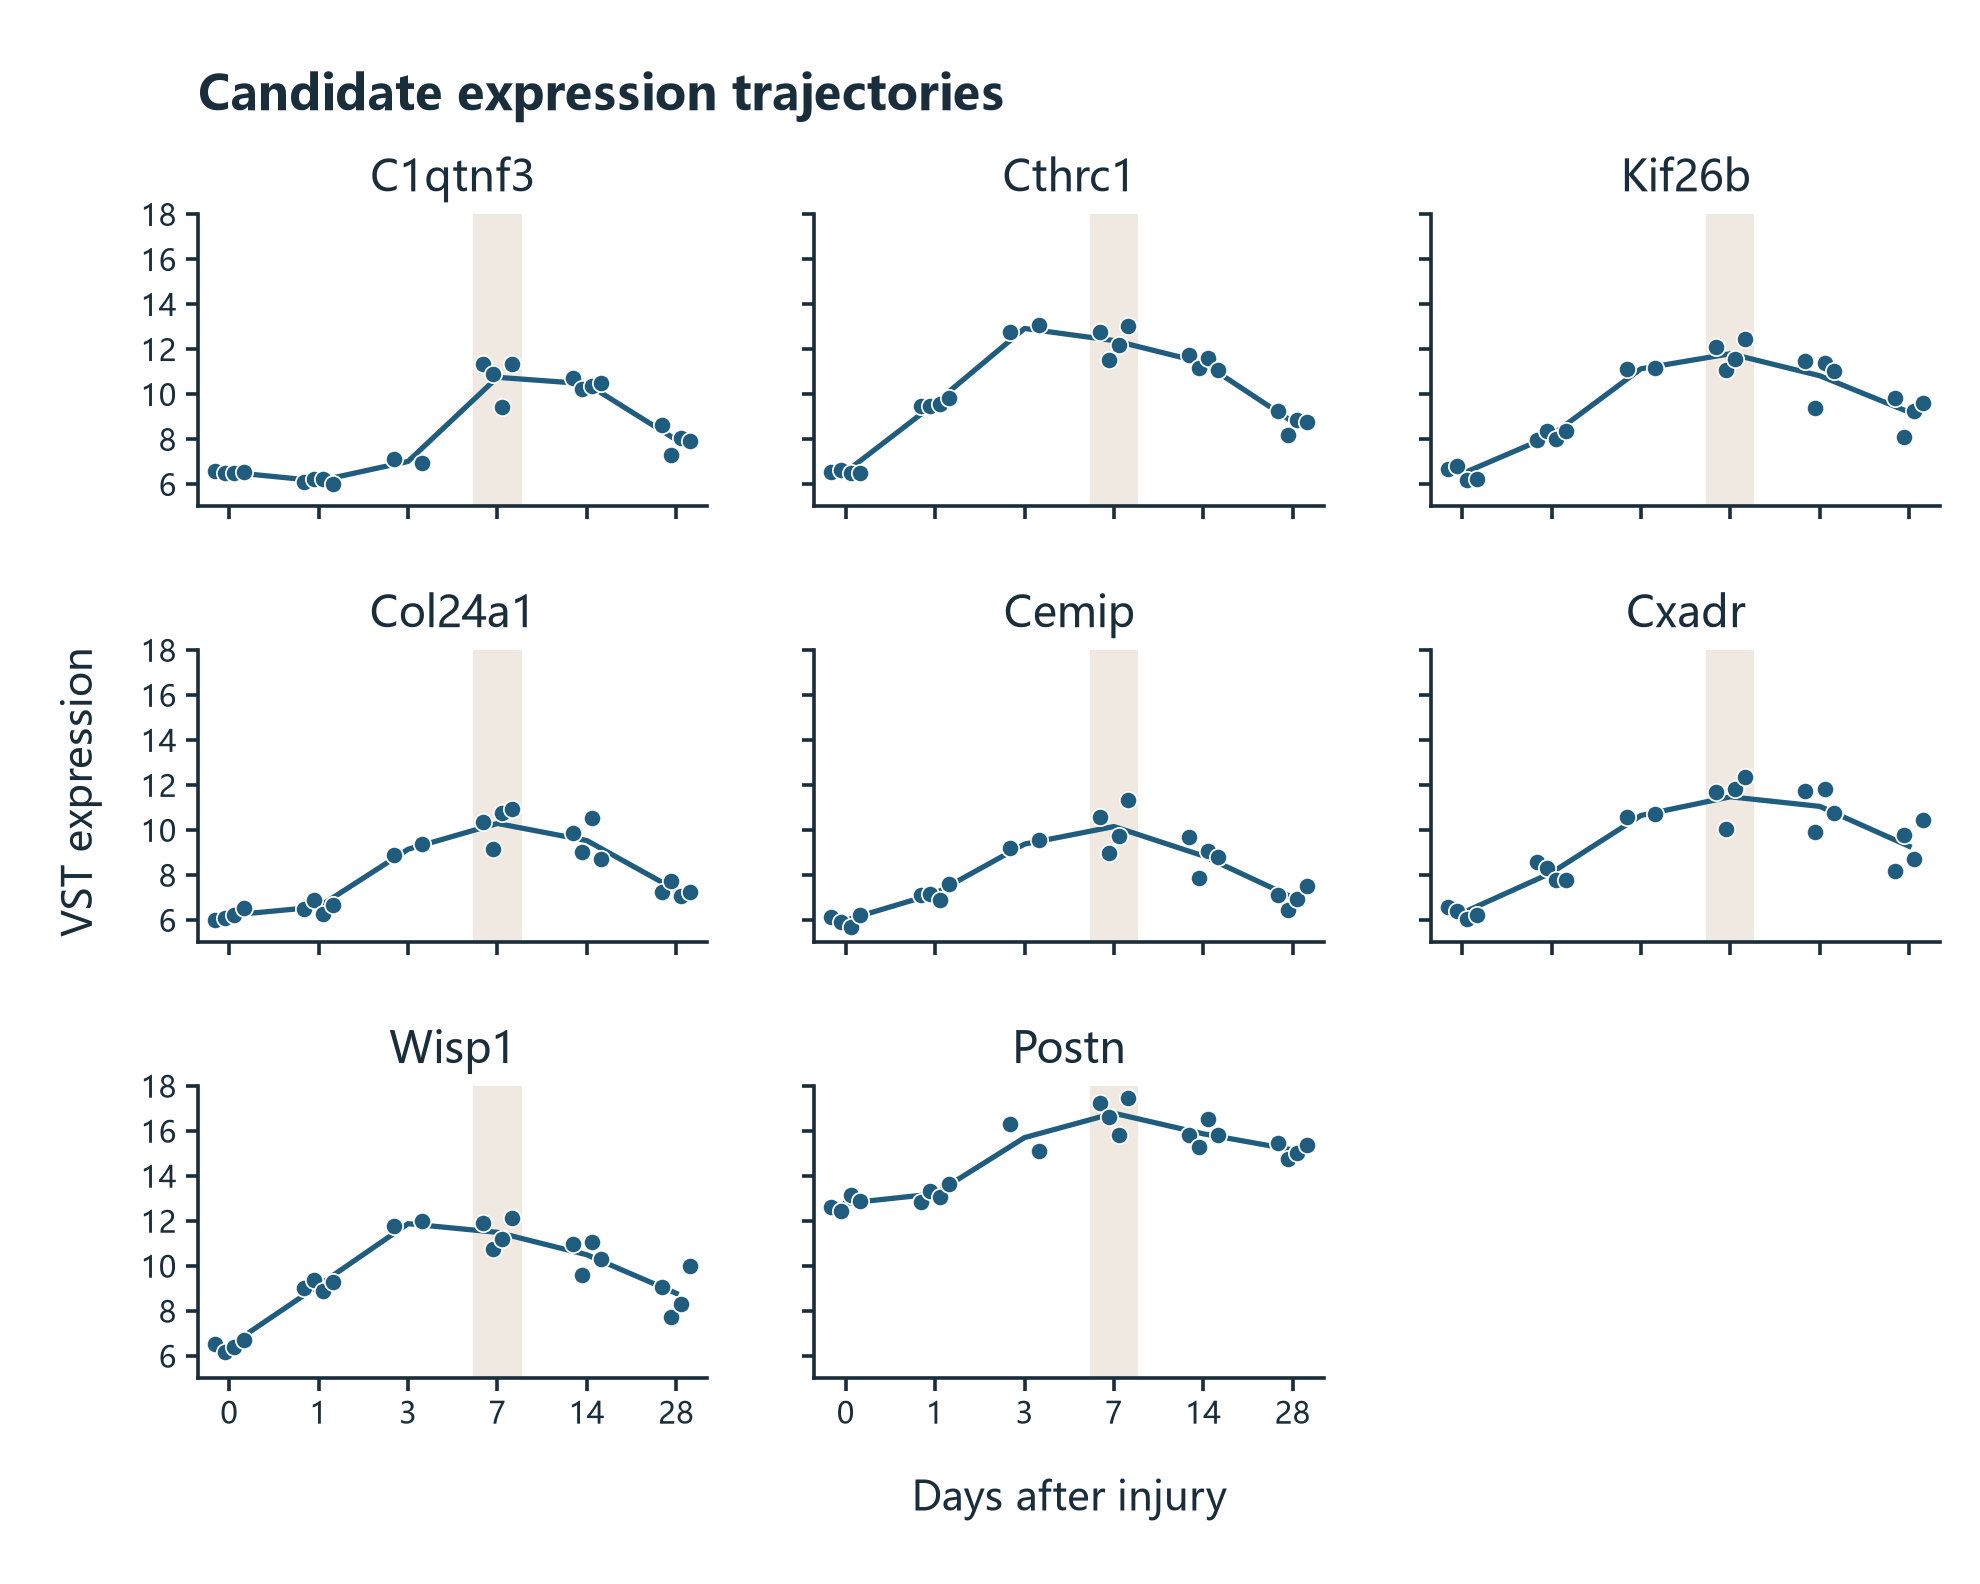 Candidate expression trajectories
C1qtnf3
Cthrc1
Kif26b
18
16
14
12
10
8
6
Col24a1
Cemip
Cxadr
VST expression
18
16
14
12
10
8
6
Wisp1
Postn
18
16
14
12
10
8
6
0 1 3 7 14 28
0 1 3 7 14 28
Days after injury